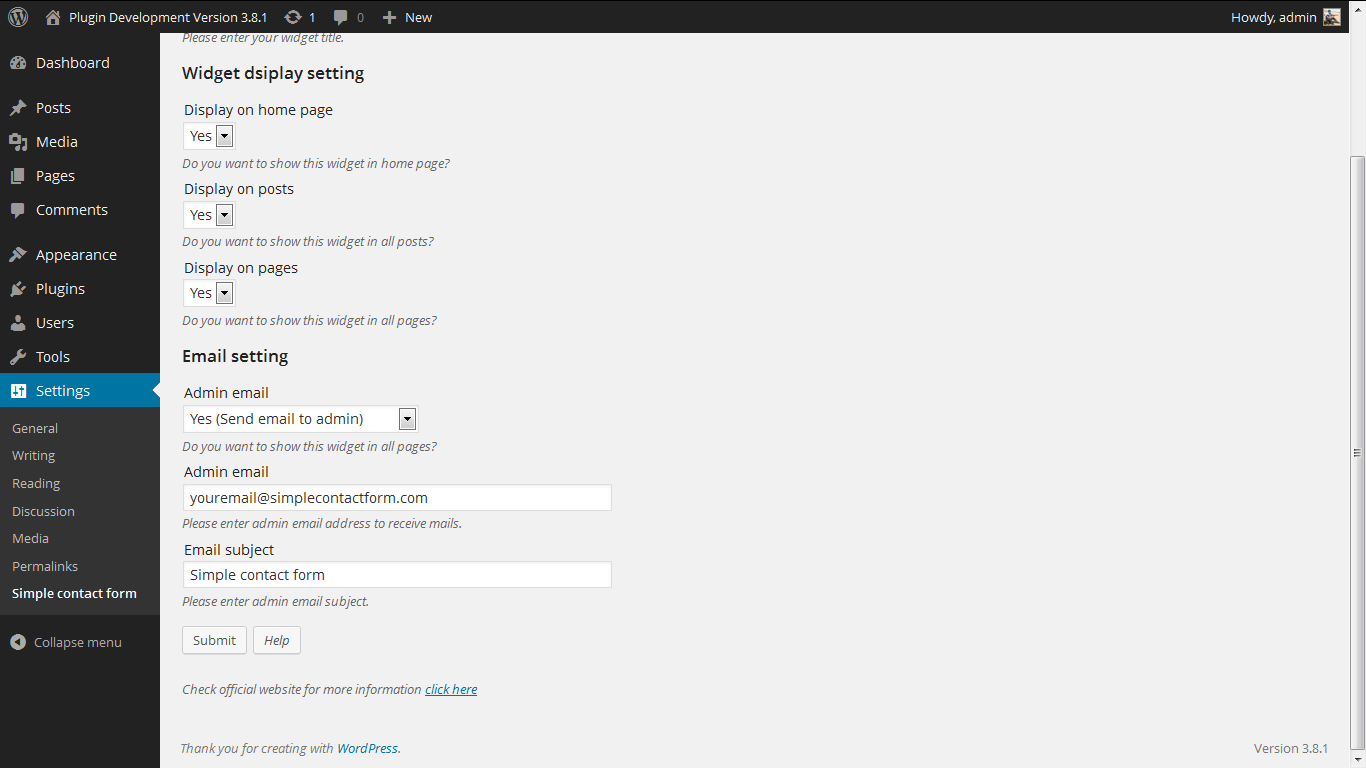 Plugin Development Version 3.8.1 1 0 New Howdy, admin
Dashboard
Posts
Media
Pages
Comments
Appearance
Plugins
Users
Tools
Settings
General
Writing
Reading
Discussion
Media
Permalinks
Simple contact form
Collapse menu
Please enter your widget title.
Widget dsiplay setting
Display on home page
Yes
Do you want to show this widget in home page?
Display on posts
Yes
Do you want to show this widget in all posts?
Display on pages
Yes
Do you want to show this widget in all pages?
Email setting
Admin email
Yes (Send email to admin)
Do you want to show this widget in all pages?
Admin email
youremail@simplecontactform.com
Please enter admin email address to receive mails.
Email subject
Simple contact form
Please enter admin email subject.
Submit Help
Check official website for more information click here
Thank you for creating with WordPress. Version 3.8.1